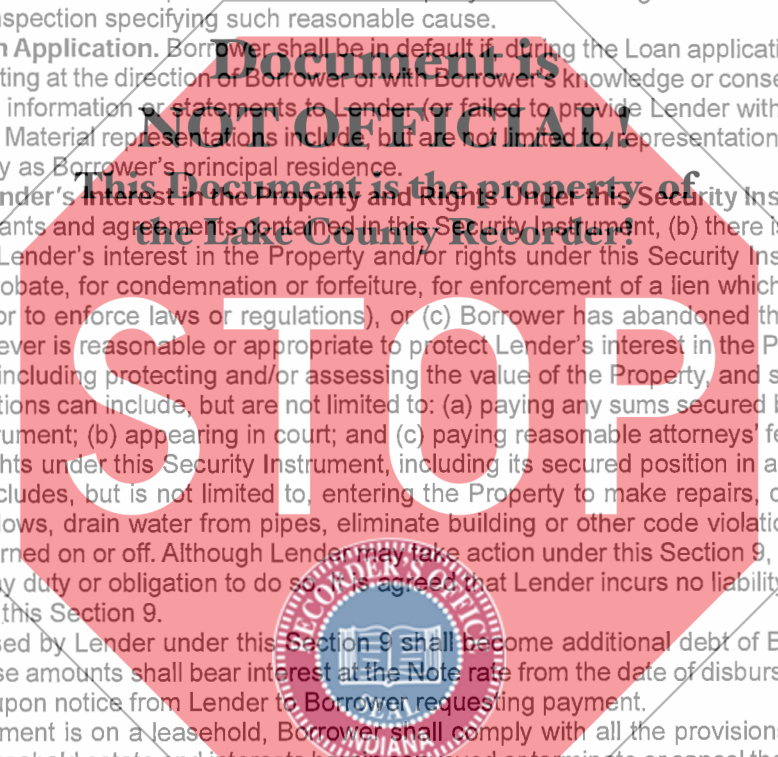 nspection specifying such reasonable cause.
n Application. Borrower shall be in default if, during the Loan applicati
ting at the direction of Borrower or with Borrower's knowledge or conse
information or statements to Lender (or failed to provide Lender with
Material representations include, but are not limited to, representation
y as Borrower's principal residence.
nder's Interest in the Property and Rights Under this Security Ins
ants and agreements contained in this Security Instrument, (b) there is
Lender's interest in the Property and/or rights under this Security Ins
obate, for condemnation or forfeiture, for enforcement of a lien which
or to enforce laws or regulations), or (c) Borrower has abandoned th
ever is reasonable or appropriate to protect Lender's interest in the P
including protecting and/or assessing the value of the Property, and s
tions can include, but are not limited to: (a) paying any sums secured b
rument; (b) appearing in court; and (c) paying reasonable attorneys' fe
hts under this Security Instrument, including its secured position in a
cludes, but is not limited to, entering the Property to make repairs, c
lows, drain water from pipes, eliminate building or other code violatio
rned on or off. Although Lender may take action under this Section 9,
y duty or obligation to do so. It is agreed that Lender incurs no liability
this Section 9.
sed by Lender under this Section 9 shall become additional debt of B
se amounts shall bear interest at the Note rate from the date of disburs
upon notice from Lender to Borrower requesting payment.
ment is on a leasehold, Borrower shall comply with all the provision
Document is
NOT OFFICIAL!
This Document is the property of
the Lake County Recorder!
STOP
RECORDER'S OFFICE
SEAL
INDIANA